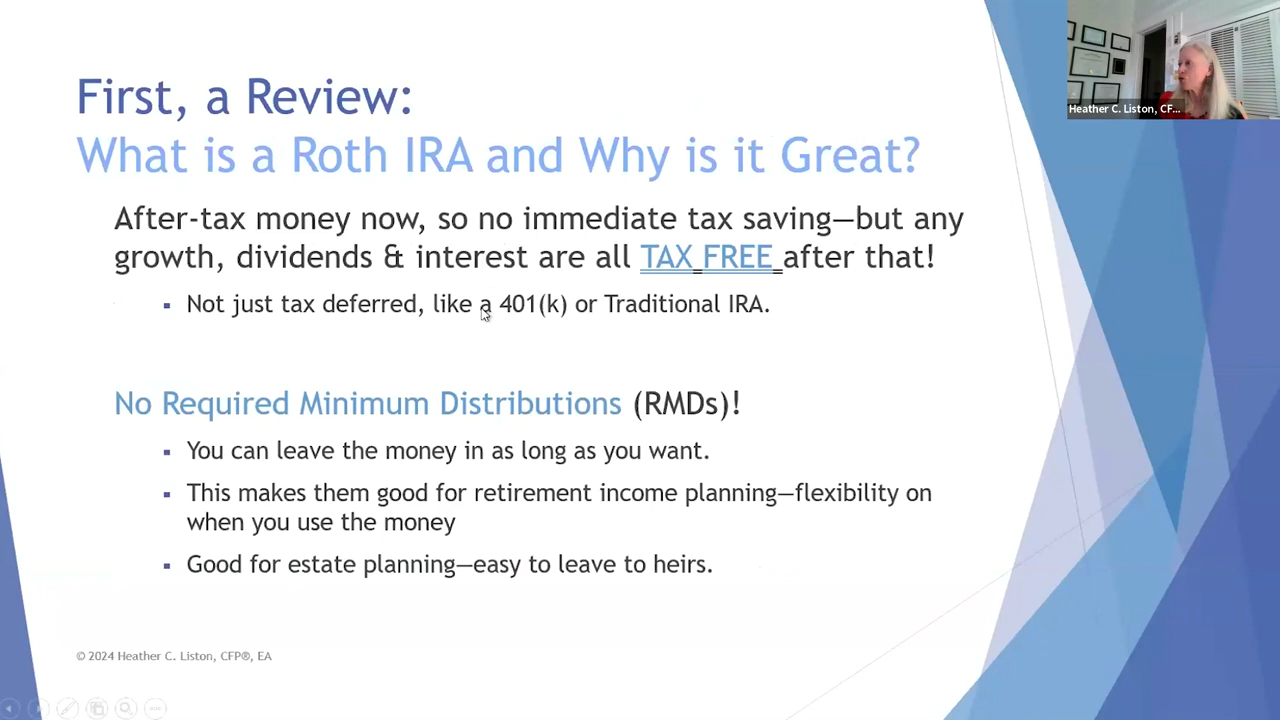 First, a Review:
What is a Roth IRA and Why is it Great?
After-tax money now, so no immediate tax saving—but any
growth, dividends & interest are all TAX FREE after that!
▪ Not just tax deferred, like a 401(k) or Traditional IRA.
No Required Minimum Distributions (RMDs)!
▪ You can leave the money in as long as you want.
▪ This makes them good for retirement income planning—flexibility on
when you use the money
▪ Good for estate planning—easy to leave to heirs.
© 2024 Heather C. Liston, CFP®, EA
Heather C. Liston, CF...